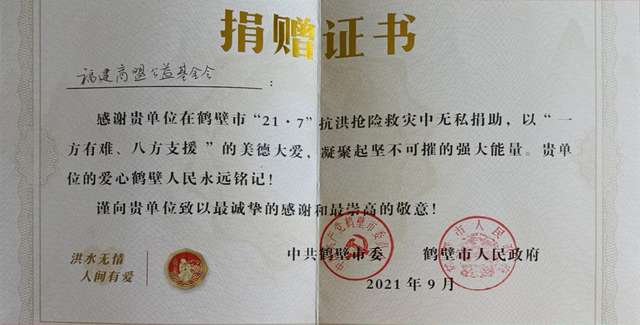 捐赠证书
福建商盟公益基金会：
感谢贵单位在鹤壁市“21·7”抗洪抢险救灾中无私捐助，以“一
方有难、八方支援”的美德大爱，凝聚起坚不可摧的强大能量。贵单
位的爱心鹤壁人民永远铭记！
谨向贵单位致以最诚挚的感谢和最崇高的敬意！
中共鹤壁市委 鹤壁市人民政府
2021年9月
洪水无情
人间有爱